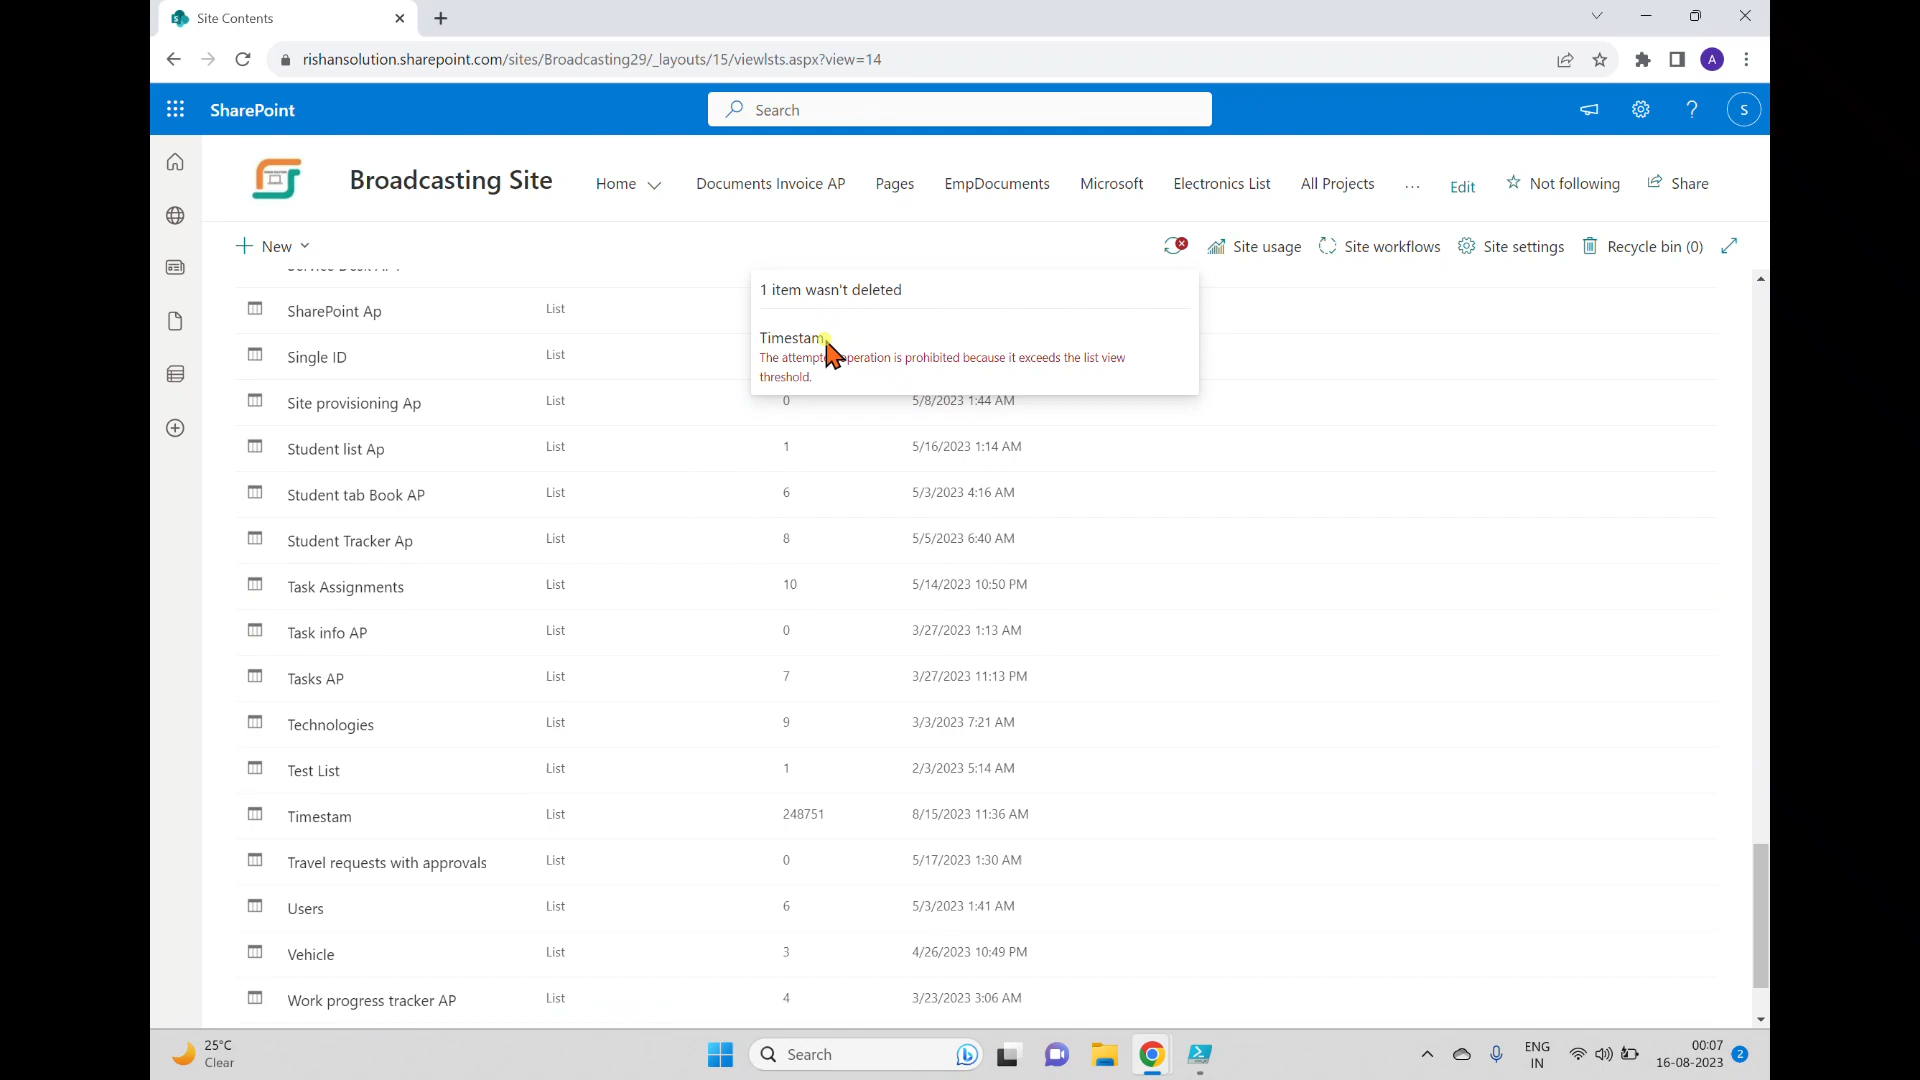 Site Contents
rishansolution.sharepoint.com/sites/Broadcasting29/_layouts/15/viewlsts.aspx?view=14
A
SharePoint
Search
S
Broadcasting Site
Home
Documents Invoice AP
Pages
EmpDocuments
Microsoft
Electronics List
All Projects
...
Edit
Not following
Share
New
Site usage
Site workflows
Site settings
Recycle bin (0)
1 item wasn't deleted
Timestam
The attempted operation is prohibited because it exceeds the list view
threshold.
SharePoint Ap List
Single ID List
Site provisioning Ap List 0 5/8/2023 1:44 AM
Student list Ap List 1 5/16/2023 1:14 AM
Student tab Book AP List 6 5/3/2023 4:16 AM
Student Tracker Ap List 8 5/5/2023 6:40 AM
Task Assignments List 10 5/14/2023 10:50 PM
Task info AP List 0 3/27/2023 1:13 AM
Tasks AP List 7 3/27/2023 11:13 PM
Technologies List 9 3/3/2023 7:21 AM
Test List List 1 2/3/2023 5:14 AM
Timestam List 248751 8/15/2023 11:36 AM
Travel requests with approvals List 0 5/17/2023 1:30 AM
Users List 6 5/3/2023 1:41 AM
Vehicle List 3 4/26/2023 10:49 PM
Work progress tracker AP List 4 3/23/2023 3:06 AM
25°C
Clear
Search
ENG
IN
00:07
16-08-2023
2